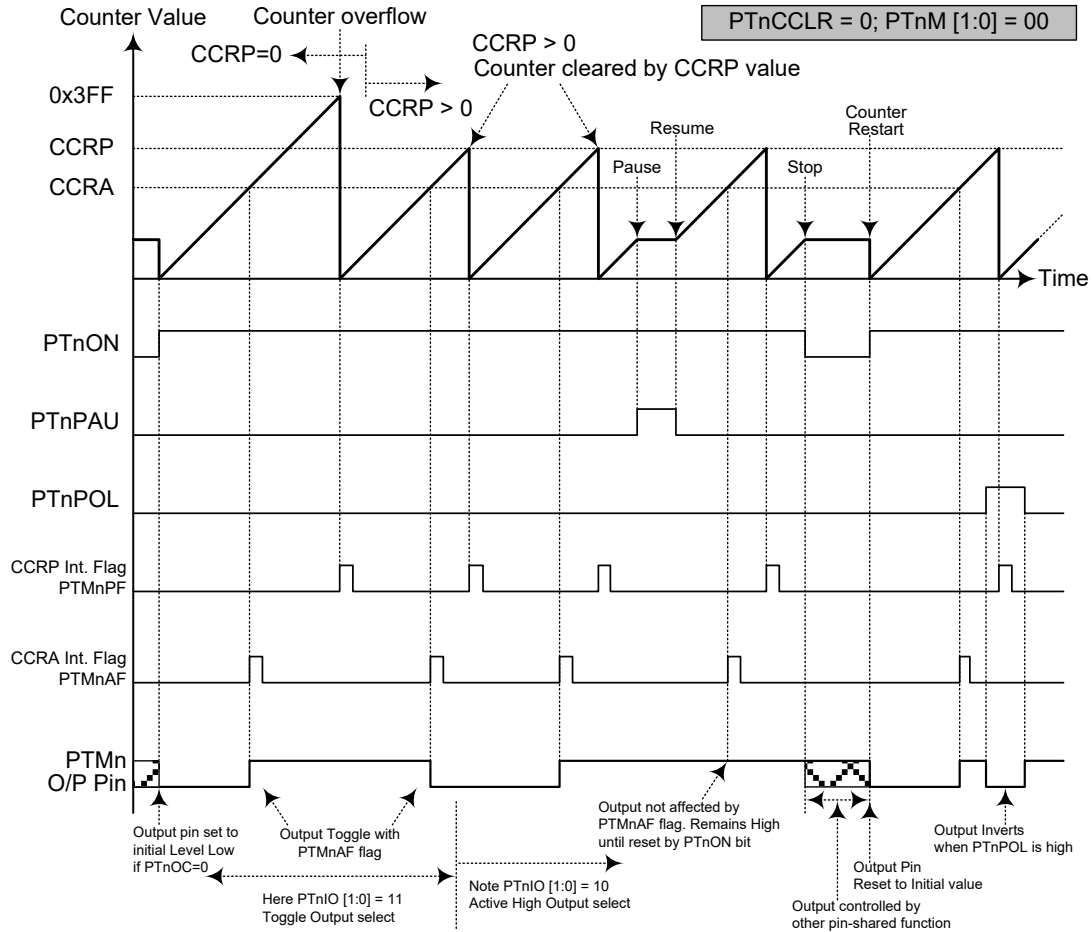 Counter Value
Counter overflow
PTnCCLR = 0; PTnM [1:0] = 00
CCRP=0
CCRP > 0
CCRP > 0
Counter cleared by CCRP value
0x3FF
CCRP
CCRA
Pause
Resume
Stop
Counter
Restart
Time
PTnON
PTnPAU
PTnPOL
CCRP Int. Flag
PTMnPF
CCRA Int. Flag
PTMnAF
PTMn
O/P Pin
Output pin set to
initial Level Low
if PTnOC=0
Output Toggle with
PTMnAF flag
Output not affected by
PTMnAF flag. Remains High
until reset by PTnON bit
Output Inverts
when PTnPOL is high
Output Pin
Reset to Initial value
Here PTnIO [1:0] = 11
Toggle Output select
Note PTnIO [1:0] = 10
Active High Output select
Output controlled by
other pin-shared function